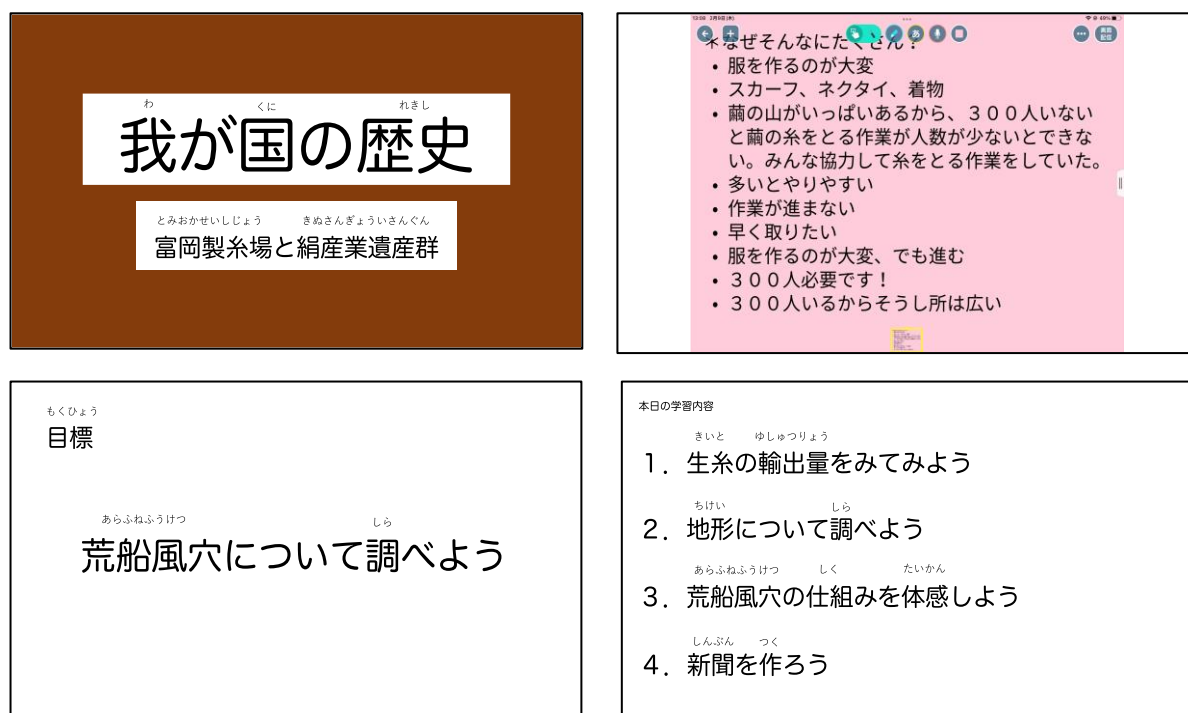 わ くに れきし
我が国の歴史
とみおかせいしじょう きぬさんぎょういさんぐん
富岡製糸場と絹産業遺産群
13:08 2月9日(木)
49%
あ
画面配信
＊なぜそんなにたくさん？
• 服を作るのが大変
• スカーフ、ネクタイ、着物
• 繭の山がいっぱいあるから、３００人いない
と繭の糸をとる作業が人数が少ないとできな
い。みんな協力して糸をとる作業をしていた。
• 多いとやりやすい
• 作業が進まない
• 早く取りたい
• 服を作るのが大変、でも進む
• ３００人必要です！
• ３００人いるからそうし所は広い
もくひょう
目標
あらふねふうけつ しら
荒船風穴について調べよう
本日の学習内容
きいと ゆしゅつりょう
１．生糸の輸出量をみてみよう
ちけい しら
２．地形について調べよう
あらふねふうけつ しく たいかん
３．荒船風穴の仕組みを体感しよう
しんぶん つく
４．新聞を作ろう